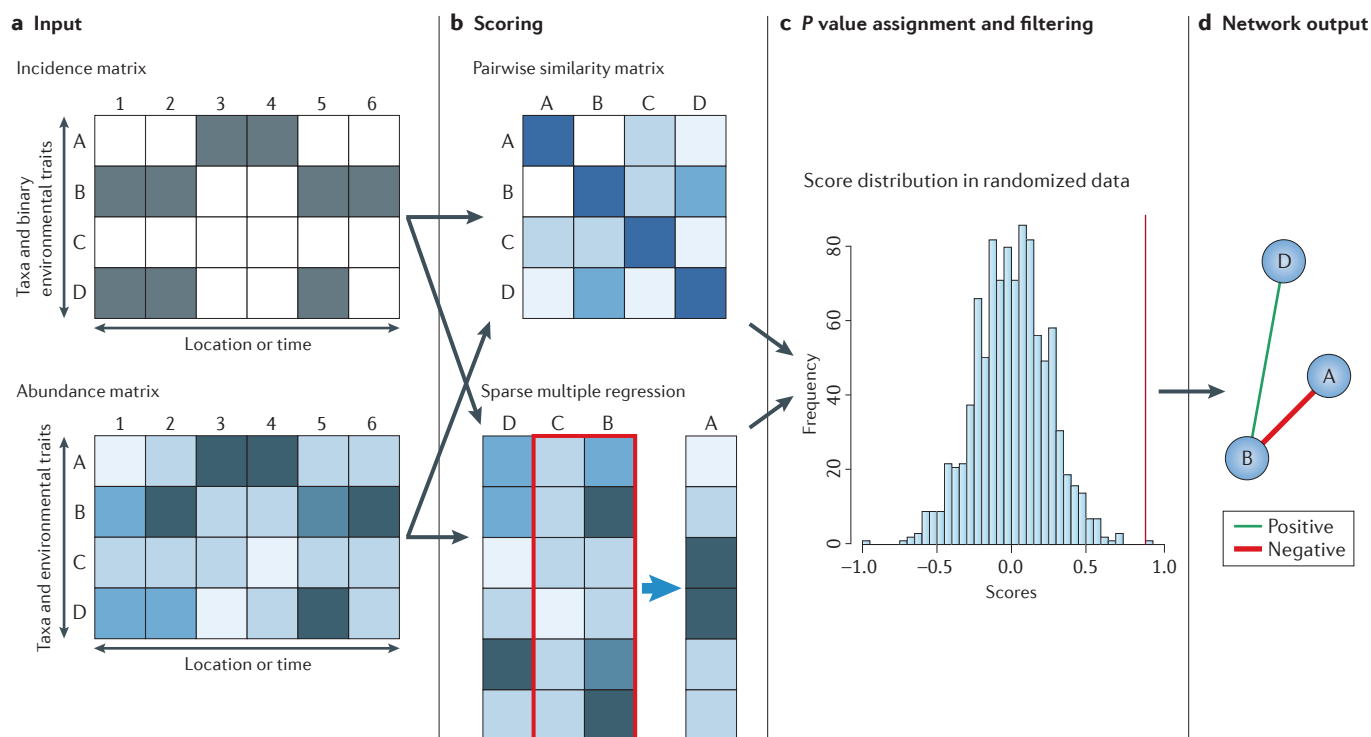 a Input
Incidence matrix
1 2 3 4 5 6
A
B
C
D
Taxa and binary
environmental traits
Location or time
Abundance matrix
1 2 3 4 5 6
A
B
C
D
Taxa and environmental traits
Location or time
b Scoring
Pairwise similarity matrix
A B C D
A
B
C
D
Sparse multiple regression
D C B A
c P value assignment and filtering
Score distribution in randomized data
80
60
40
20
0
Frequency
−1.0 −0.5 0.0 0.5 1.0
Scores
d Network output
D
A
B
Positive
Negative